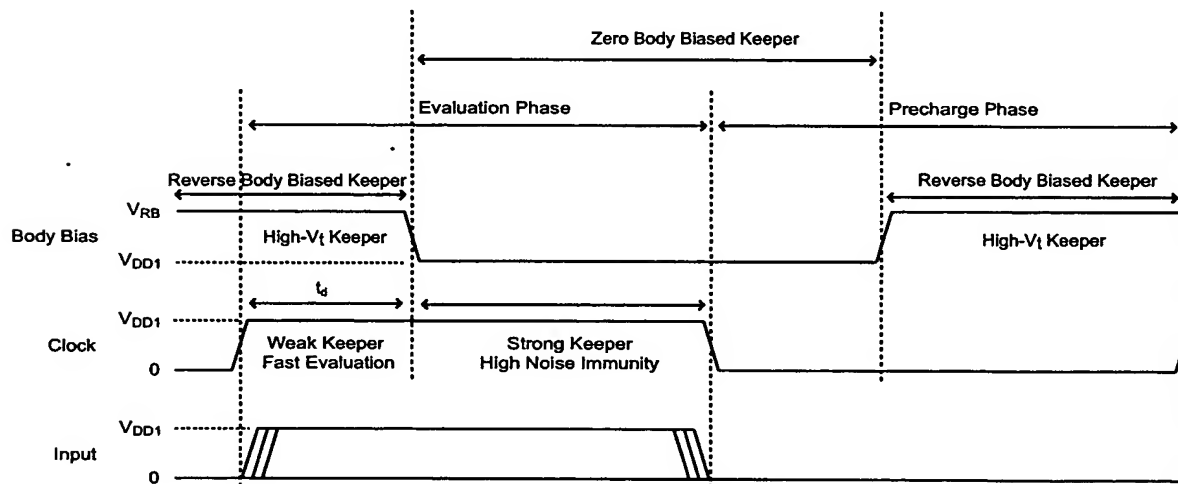 Zero Body Biased Keeper
Evaluation Phase
Precharge Phase
Reverse Body Biased Keeper
Reverse Body Biased Keeper
V_RB
Body Bias
High-V_t Keeper
High-V_t Keeper
V_DD1
t_d
V_DD1
Clock
Weak Keeper
Fast Evaluation
Strong Keeper
High Noise Immunity
0
V_DD1
Input
0